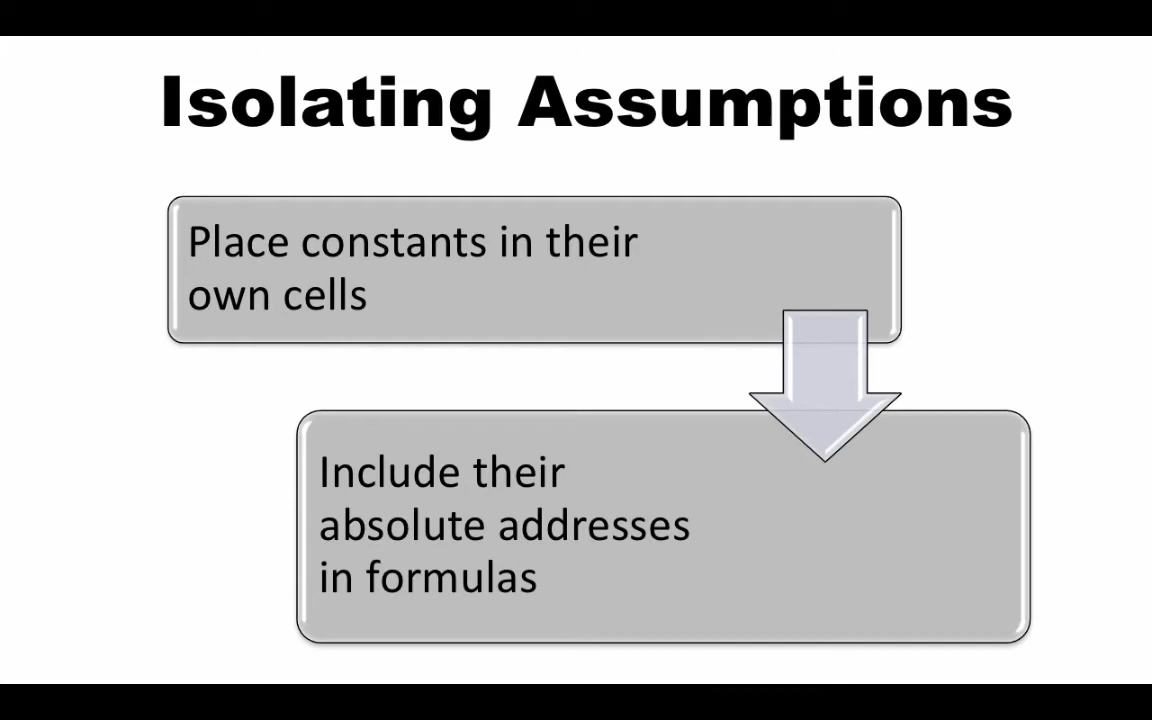 Isolating Assumptions
Place constants in their
own cells
Include their
absolute addresses
in formulas